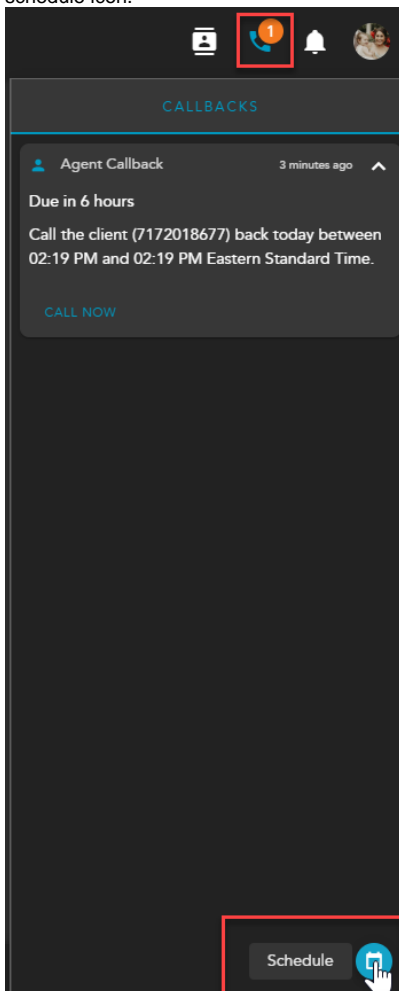 1
CALLBACKS
Agent Callback 3 minutes ago
Due in 6 hours
Call the client (7172018677) back today between
02:19 PM and 02:19 PM Eastern Standard Time.
CALL NOW
Schedule